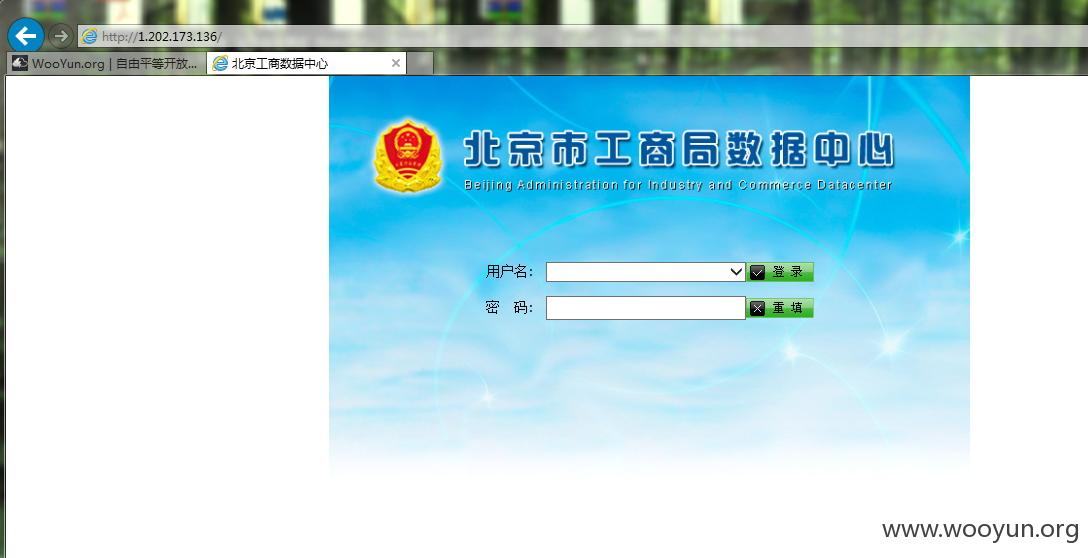 http://1.202.173.136/
WooYun.org | 自由平等开放...
北京工商数据中心
北京市工商局数据中心
Beijing Administration for Industry and Commerce Datacenter
用户名：
登 录
密 码：
重 填
www.wooyun.org